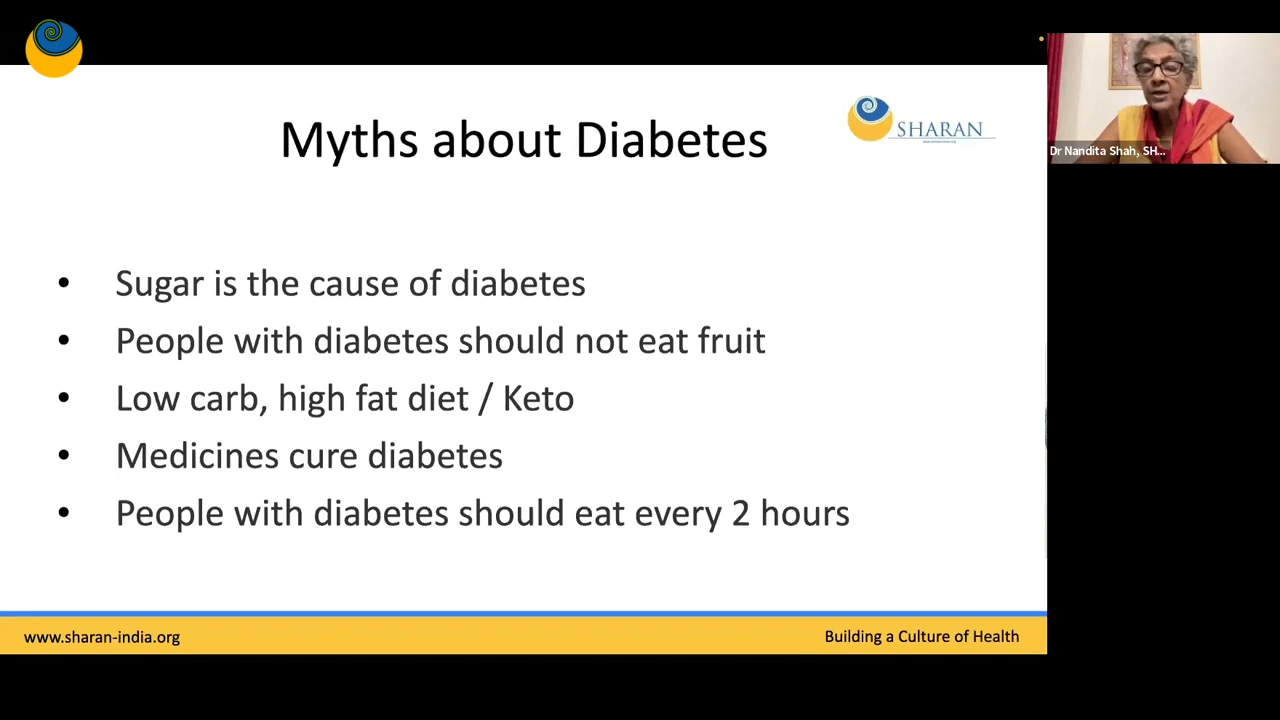 Myths about Diabetes
SHARAN
• Sugar is the cause of diabetes
• People with diabetes should not eat fruit
• Low carb, high fat diet / Keto
• Medicines cure diabetes
• People with diabetes should eat every 2 hours
www.sharan-india.org
Building a Culture of Health
Dr Nandita Shah, SH...